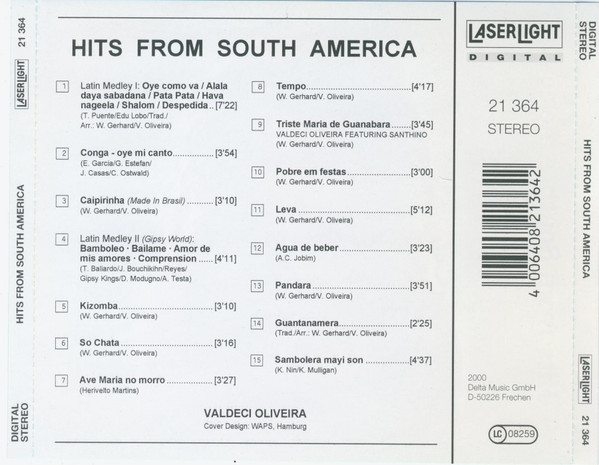 21 364
LASERLIGHT
HITS FROM SOUTH AMERICA
DIGITAL
STEREO
HITS FROM SOUTH AMERICA
1 Latin Medley I: Oye como va / Alala
daya sabadana / Pata Pata / Hava
nageela / Shalom / Despedida .. [7'22]
(T. Puente/Edu Lobo/Trad./
Arr.: W. Gerhard/V. Oliveira)
2 Conga - oye mi canto .............. [3'54]
(E. Garcia/G. Estefan/
J. Casas/C. Ostwald)
3 Caipirinha (Made In Brasil) ......... [3'10]
(W. Gerhard/V. Oliveira)
4 Latin Medley II (Gipsy World):
Bamboleo · Bailame · Amor de
mis amores · Comprension ..... [4'11]
(T. Baliardo/J. Bouchikihn/Reyes/
Gipsy Kings/D. Modugno/A. Testa)
5 Kizomba ................................ [3'10]
(W. Gerhard/V. Oliveira)
6 So Chata ............................... [3'16]
(W. Gerhard/V. Oliveira)
7 Ave Maria no morro ................. [3'27]
(Herivelto Martins)
8 Tempo .................................. [4'17]
(W. Gerhard/V. Oliveira)
9 Triste Maria de Guanabara ....... [3'45]
VALDECI OLIVEIRA FEATURING SANTHINO
(W. Gerhard/V. Oliveira)
10 Pobre em festas ..................... [3'00]
(W. Gerhard/V. Oliveira)
11 Leva ..................................... [5'12]
(W. Gerhard/V. Oliveira)
12 Agua de beber ....................... [3'23]
(A.C. Jobim)
13 Pandara ................................ [3'51]
(W. Gerhard/V. Oliveira)
14 Guantanamera ....................... [2'25]
(Trad./Arr.: W. Gerhard/V. Oliveira)
15 Sambolera mayi son ............... [4'37]
(K. Nin/K. Mulligan)
VALDECI OLIVEIRA
Cover Design: WAPS, Hamburg
LASERLIGHT
DIGITAL
21 364
STEREO
4 006408 213642
2000
Delta Music GmbH
D-50226 Frechen
LC 08259
DIGITAL
STEREO
HITS FROM SOUTH AMERICA
LASERLIGHT
21 364